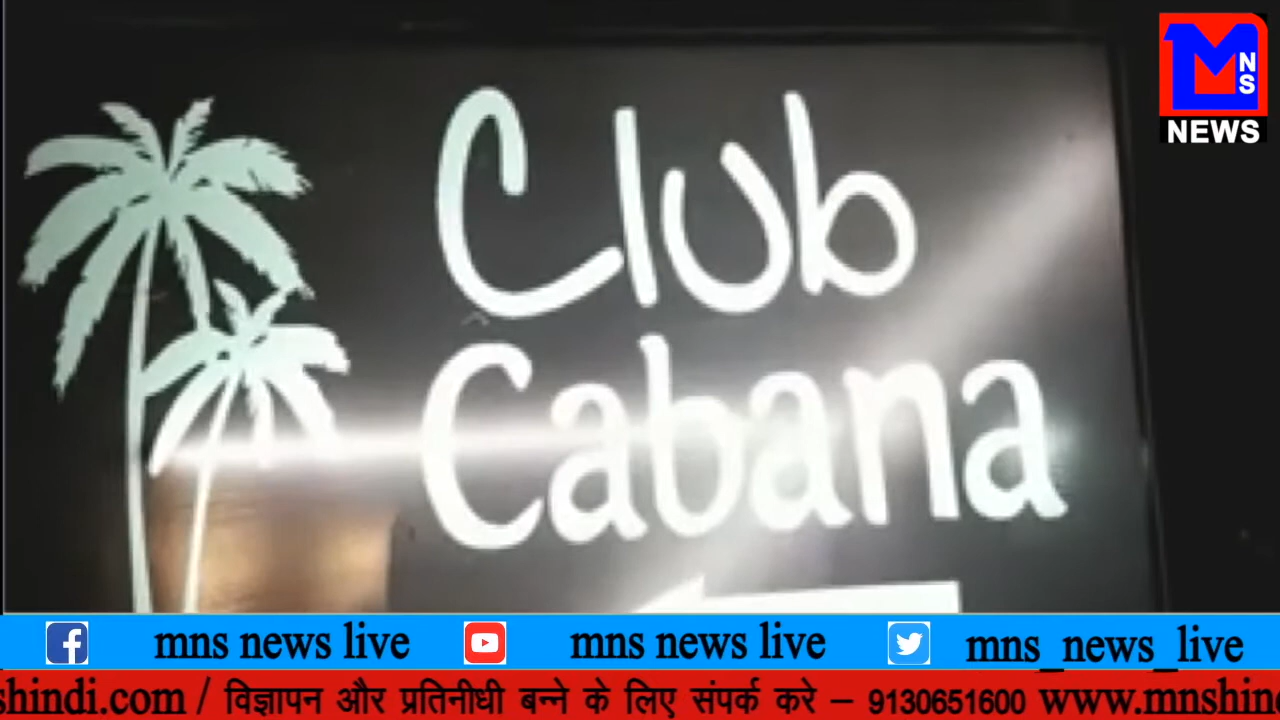 Club
Cabana
MNS
NEWS
mns news live mns news live mns_news_live
shindi.com / विज्ञापन और प्रतिनीधी बन्ने के लिए संपर्क करे – 9130651600 www.mnshin